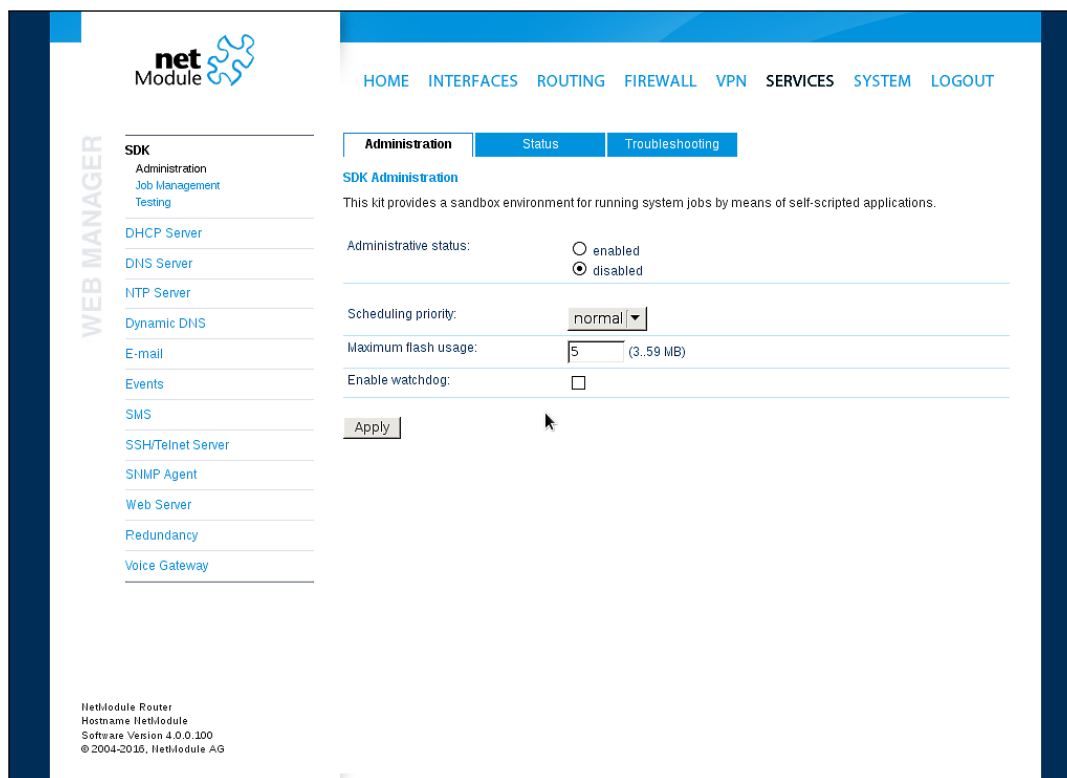 net
Module
HOME INTERFACES ROUTING FIREWALL VPN SERVICES SYSTEM LOGOUT
WEB MANAGER
SDK
Administration
Job Management
Testing
DHCP Server
DNS Server
NTP Server
Dynamic DNS
E-mail
Events
SMS
SSH/Telnet Server
SNMP Agent
Web Server
Redundancy
Voice Gateway
Administration Status Troubleshooting
SDK Administration
This kit provides a sandbox environment for running system jobs by means of self-scripted applications.
Administrative status:
enabled
disabled
Scheduling priority: normal
Maximum flash usage: 5 (3..59 MB)
Enable watchdog:
Apply
NetModule Router
Hostname NetModule
Software Version 4.0.0.100
© 2004-2016, NetModule AG